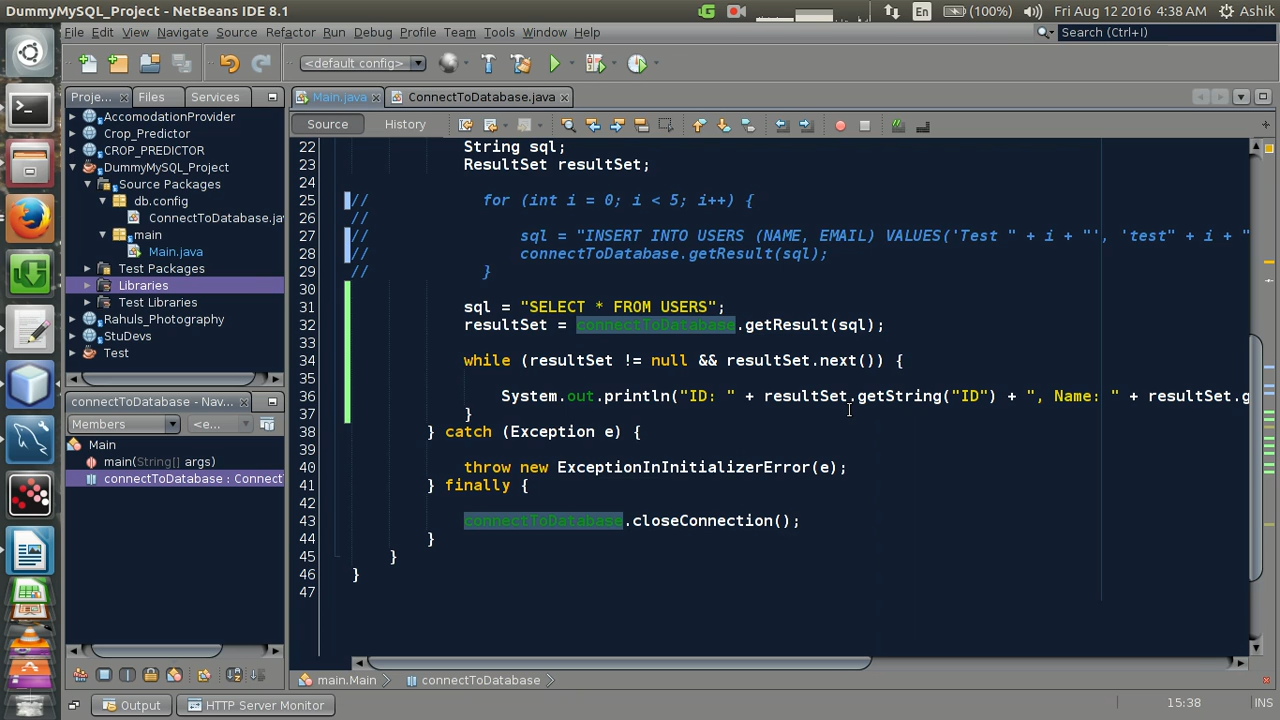 DummyMySQL_Project - NetBeans IDE 8.1
En (100%) Fri Aug 12 2016 4:38 AM Ashik
File Edit View Navigate Source Refactor Run Debug Profile Team Tools Window Help
Search (Ctrl+I)
<default config>
Proje... Files Services
Main.java ConnectToDatabase.java
Source History
AccomodationProvider
Crop_Predictor
CROP_PREDICTOR
DummyMySQL_Project
Source Packages
db.config
ConnectToDatabase.ja
main
Main.java
Test Packages
Libraries
Test Libraries
Rahuls_Photography
StuDevs
Test
connectToDatabase - Nav...
Members <e...
Main
main(String[] args)
connectToDatabase : Connect
22 String sql;
23 ResultSet resultSet;
24
25 // for (int i = 0; i < 5; i++) {
26 //
27 // sql = "INSERT INTO USERS (NAME, EMAIL) VALUES('Test " + i + "', 'test" + i + "
28 // connectToDatabase.getResult(sql);
29 // }
30
31 sql = "SELECT * FROM USERS";
32 resultSet = connectToDatabase.getResult(sql);
33
34 while (resultSet != null && resultSet.next()) {
35
36 System.out.println("ID: " + resultSet.getString("ID") + ", Name: " + resultSet.g
37 }
38 } catch (Exception e) {
39
40 throw new ExceptionInInitializerError(e);
41 } finally {
42
43 connectToDatabase.closeConnection();
44 }
45 }
46 }
47
main.Main connectToDatabase
Output HTTP Server Monitor
15:38 INS